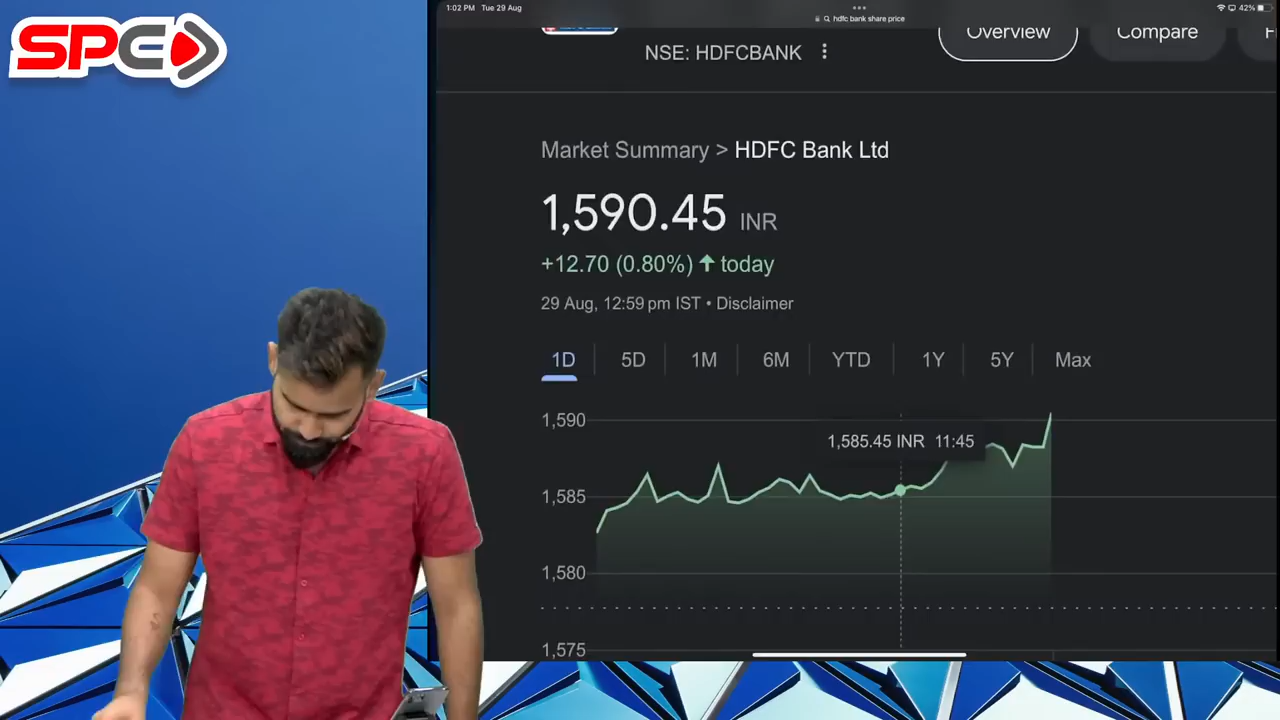 SPC
1:02 PM Tue 29 Aug
hdfc bank share price
42%
NSE: HDFCBANK
Overview
Compare
Market Summary > HDFC Bank Ltd
1,590.45 INR
+12.70 (0.80%) ↑ today
29 Aug, 12:59 pm IST • Disclaimer
1D 5D 1M 6M YTD 1Y 5Y Max
1,590
1,585.45 INR 11:45
1,585
1,580
1,575